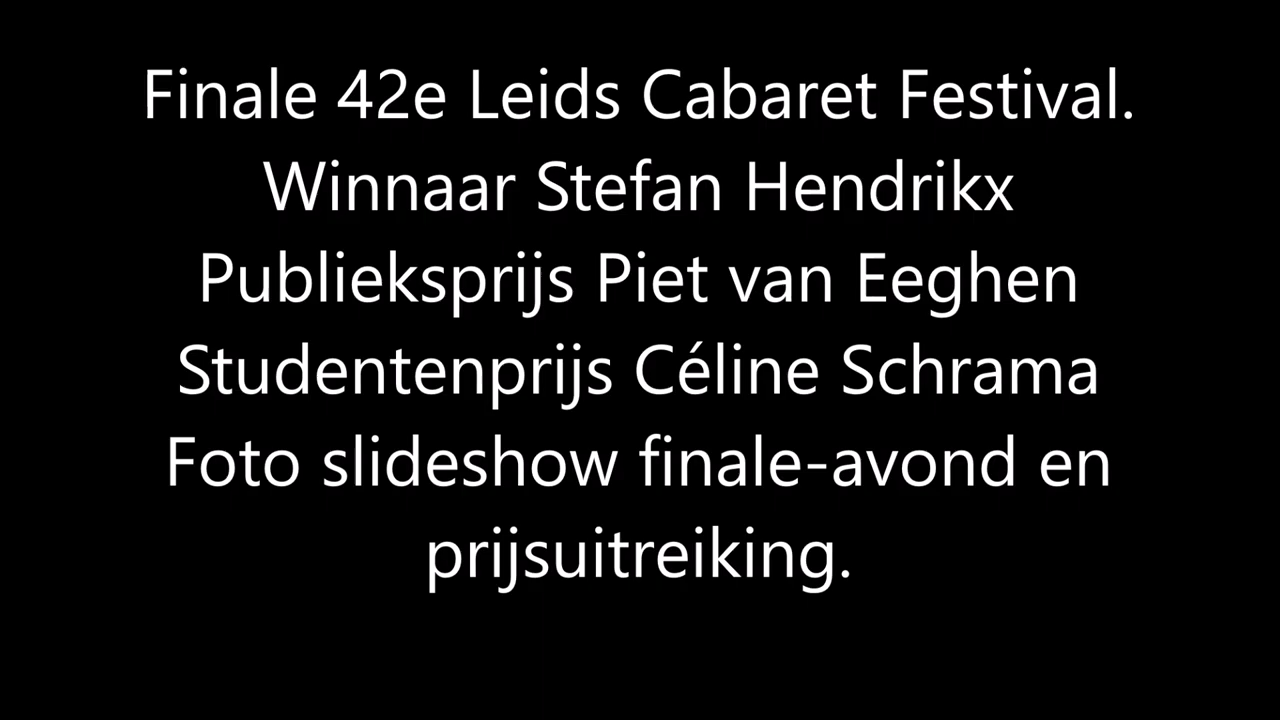 Finale 42e Leids Cabaret Festival.
Winnaar Stefan Hendrikx
Publieksprijs Piet van Eeghen
Studentenprijs Céline Schrama
Foto slideshow finale-avond en
prijsuitreiking.